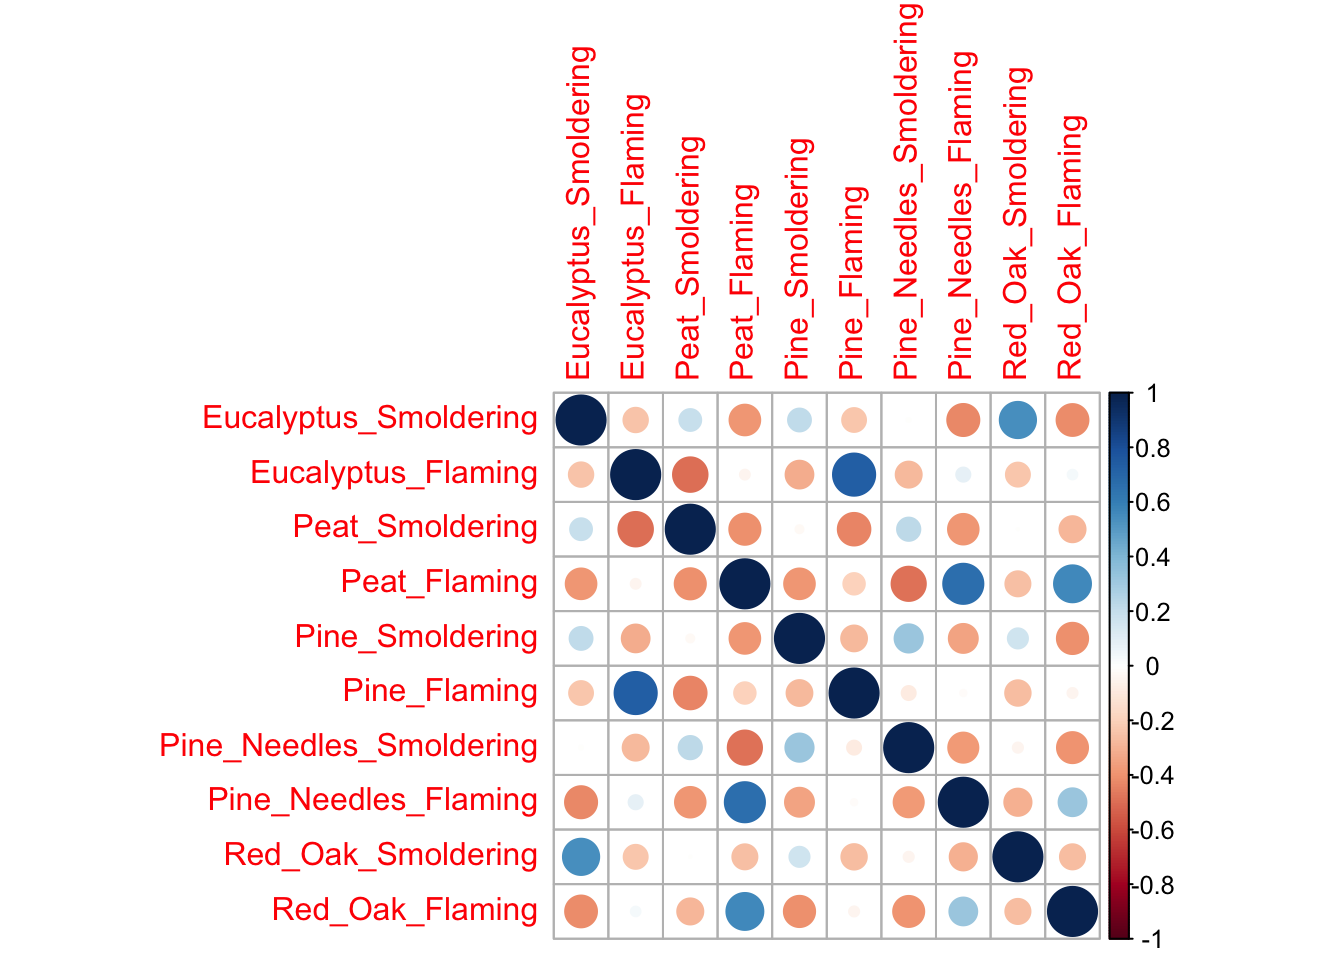 Eucalyptus_Smoldering
Eucalyptus_Flaming
Peat_Smoldering
Peat_Flaming
Pine_Smoldering
Pine_Flaming
Pine_Needles_Smoldering
Pine_Needles_Flaming
Red_Oak_Smoldering
Red_Oak_Flaming
Eucalyptus_Smoldering
Eucalyptus_Flaming
Peat_Smoldering
Peat_Flaming
Pine_Smoldering
Pine_Flaming
Pine_Needles_Smoldering
Pine_Needles_Flaming
Red_Oak_Smoldering
Red_Oak_Flaming
1
0.8
0.6
0.4
0.2
0
-0.2
-0.4
-0.6
-0.8
-1